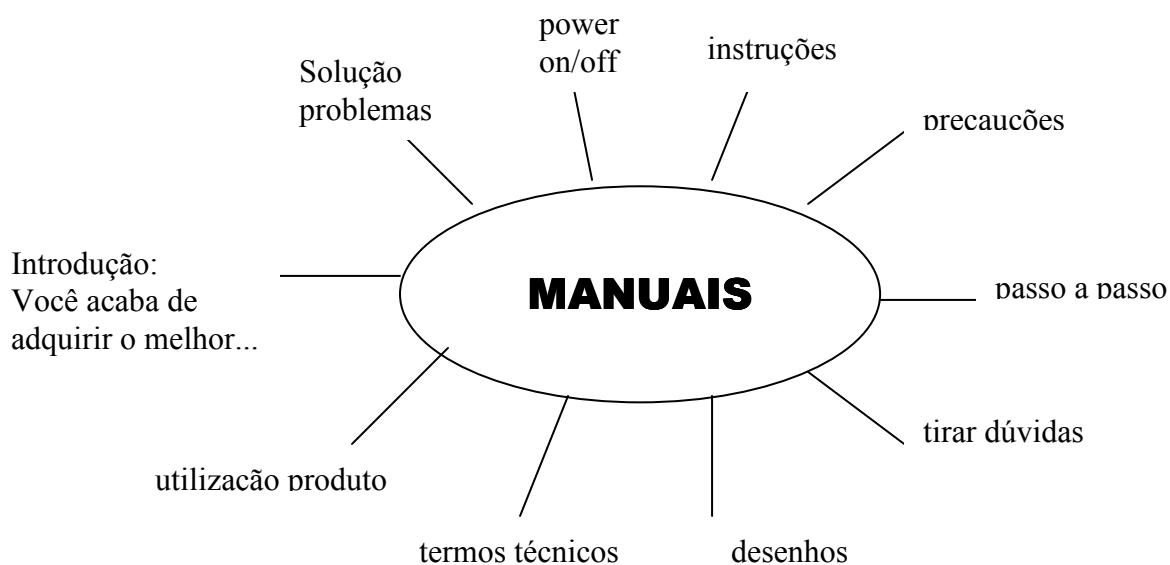 power
on/off
instruções
Solução
problemas
precauções
Introdução:
Você acaba de
adquirir o melhor...
MANUAIS
passo a passo
tirar dúvidas
utilização produto
termos técnicos
desenhos